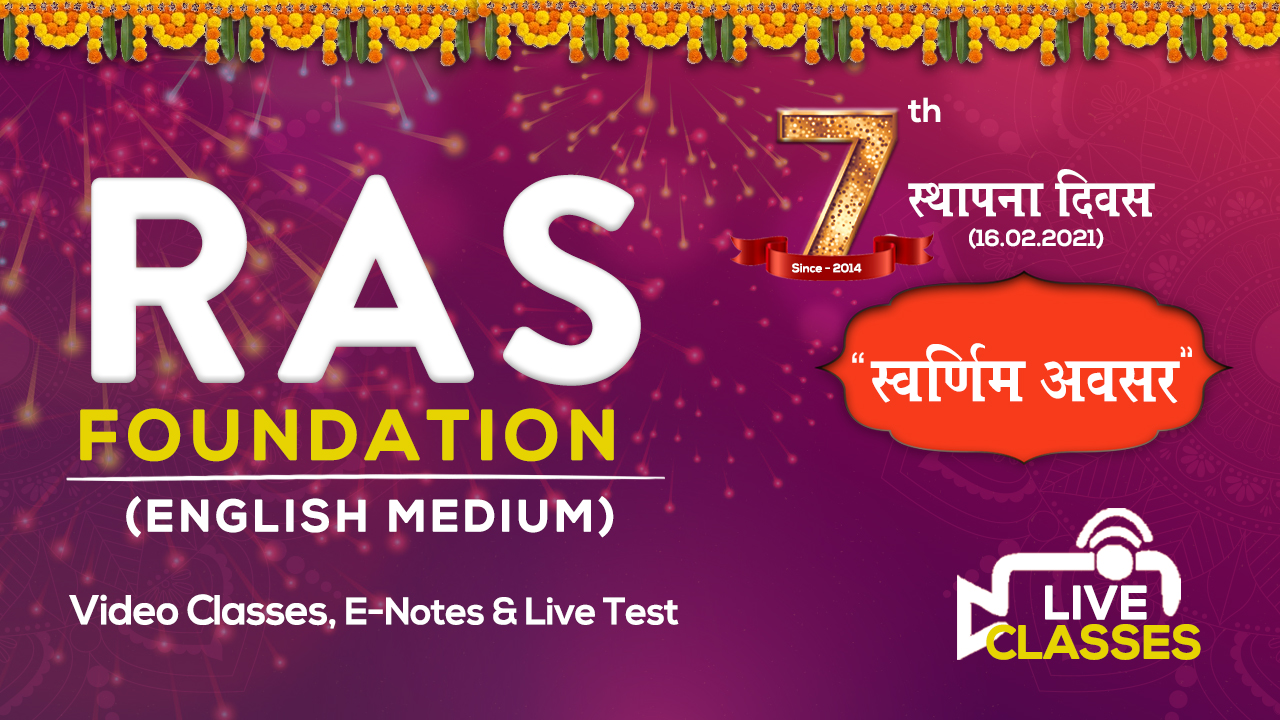 RAS
FOUNDATION
(ENGLISH MEDIUM)
Video Classes, E-Notes & Live Test
7th
Since - 2014
स्थापना दिवस
(16.02.2021)
“स्वर्णिम अवसर”
LIVE
CLASSES